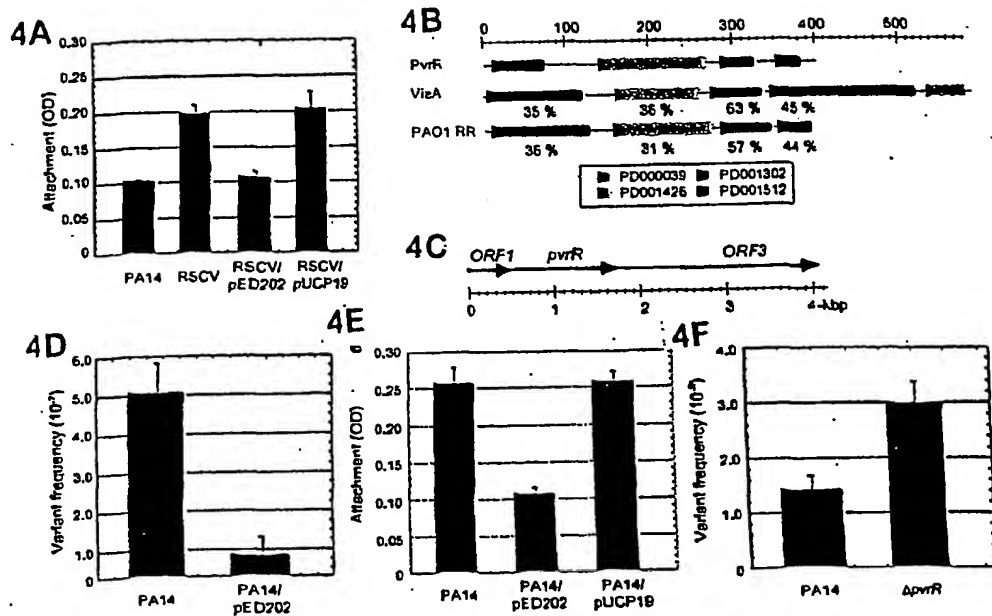 4A
0.30
0.25
0.20
0.15
0.10
0.05
0
Attachment (OD)
PA14
RSCV
RSCV/
pED202
RSCV/
pUCP19
4B
0
100
200
300
500
PvrR
VieA
35 %
36 %
63 %
45 %
PAO1 RR
36 %
31 %
57 %
44 %
PD000039
PD001302
PD001426
PD001512
4C
ORF1
pvrR
ORF3
0
1
2
3
4
kbp
4D
6.0
5.0
4.0
3.0
2.0
1.0
0
Variant frequency (10⁻⁷)
PA14
PA14/
pED202
4E
0.30
0.25
0.20
0.15
0.10
0.05
0.00
Attachment (OD)
PA14
PA14/
pED202
PA14/
pUCP19
4F
4.0
3.0
2.0
1.0
0
Variant frequency
PA14
ΔpvrR